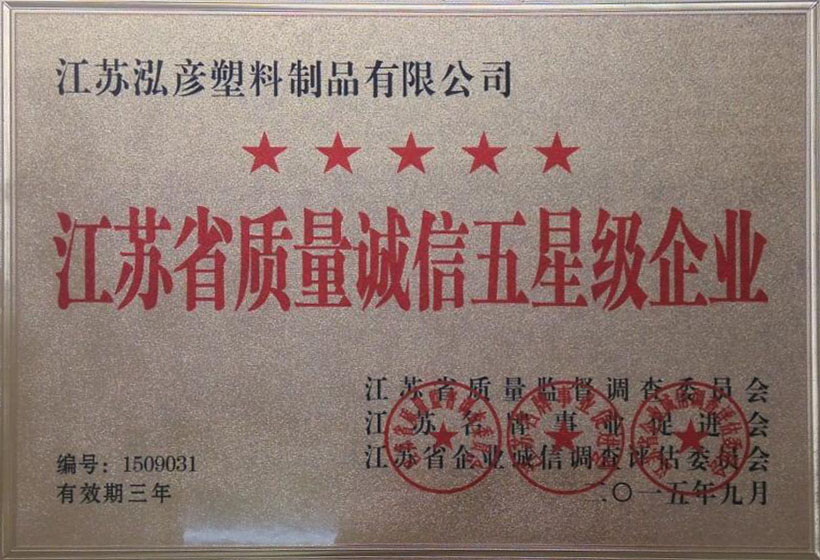 江苏泓彦塑料制品有限公司
江苏省质量诚信五星级企业
江苏省质量监督调查委员会
江苏名牌事业促进会
江苏省企业诚信调查评估委员会
编号：1509031
有效期三年
二〇一五年九月